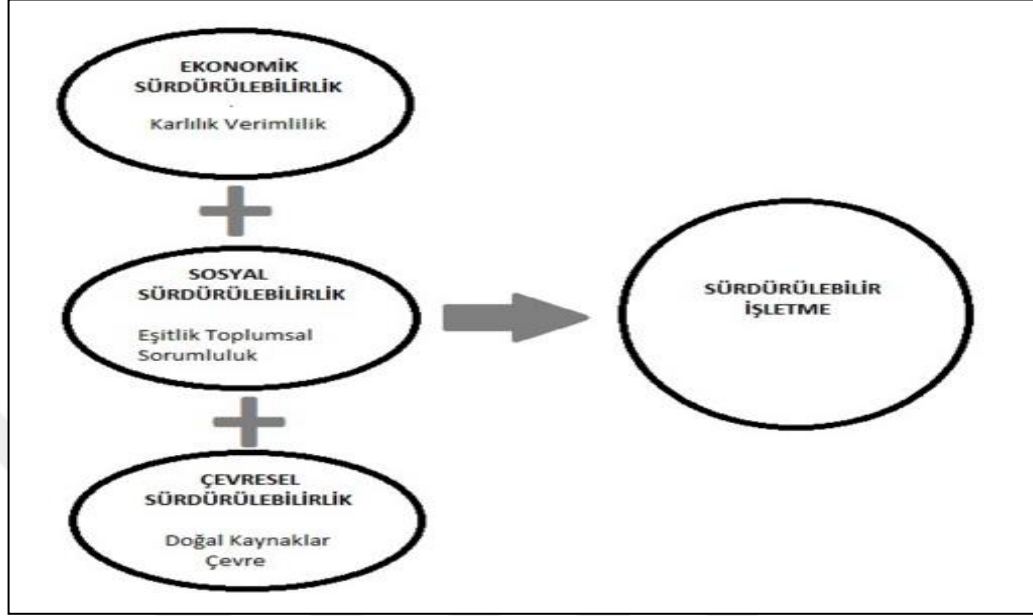 EKONOMİK
SÜRDÜRÜLEBİLİRLİK
Karlılık Verimlilik
SOSYAL
SÜRDÜRÜLEBİLİRLİK
Eşitlik Toplumsal
Sorumluluk
ÇEVRESEL
SÜRDÜRÜLEBİLİRLİK
Doğal Kaynaklar
Çevre
SÜRDÜRÜLEBİLİR
İŞLETME